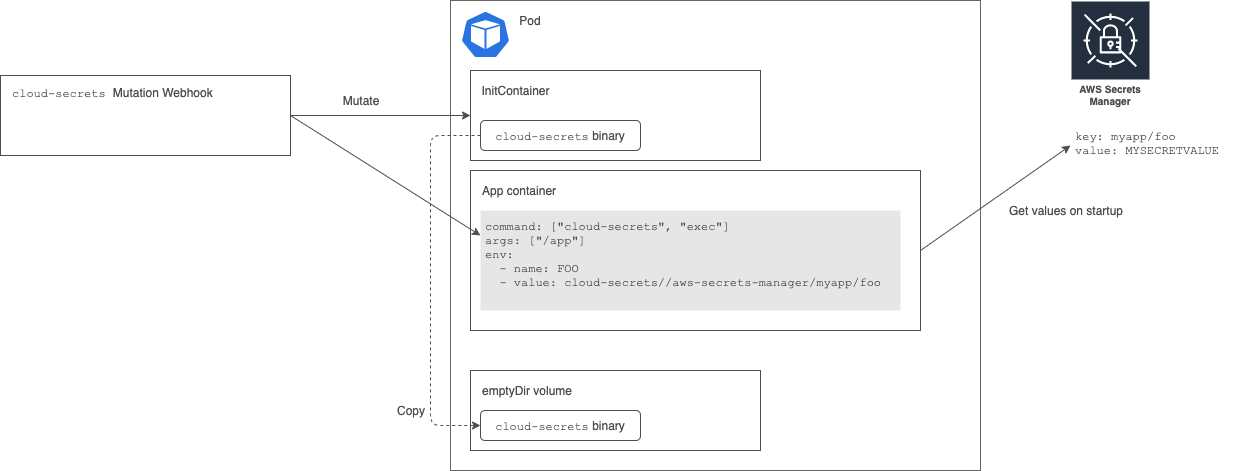 Pod
cloud-secrets Mutation Webhook
Mutate
InitContainer
cloud-secrets binary
App container
command: ["cloud-secrets", "exec"]
args: ["/app"]
env:
  - name: FOO
  - value: cloud-secrets//aws-secrets-manager/myapp/foo
emptyDir volume
Copy
cloud-secrets binary
AWS Secrets
Manager
key: myapp/foo
value: MYSECRETVALUE
Get values on startup